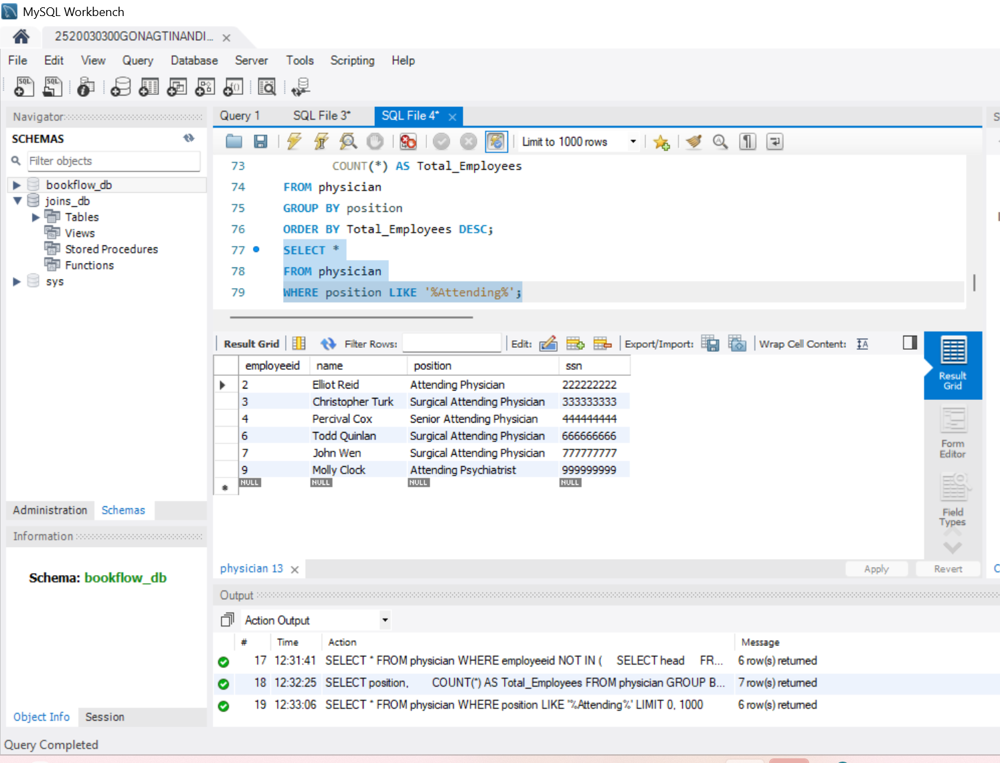 MySQL Workbench
2520030300GONAGTINANDI...
File Edit View Query Database Server Tools Scripting Help
Navigator
SCHEMAS
Filter objects
bookflow_db
joins_db
Tables
Views
Stored Procedures
Functions
sys
Administration Schemas
Information
Schema: bookflow_db
Object Info Session
Query 1 SQL File 3* SQL File 4*
Limit to 1000 rows
73 COUNT(*) AS Total_Employees
74 FROM physician
75 GROUP BY position
76 ORDER BY Total_Employees DESC;
77 SELECT *
78 FROM physician
79 WHERE position LIKE '%Attending%';
Result Grid Filter Rows: Edit: Export/Import: Wrap Cell Content:
employeeid name position ssn
2 Elliot Reid Attending Physician 222222222
3 Christopher Turk Surgical Attending Physician 333333333
4 Percival Cox Senior Attending Physician 444444444
6 Todd Quinlan Surgical Attending Physician 666666666
7 John Wen Surgical Attending Physician 777777777
9 Molly Clock Attending Psychiatrist 999999999
NULL NULL NULL NULL
Result
Grid
Form
Editor
Field
Types
physician 13 Apply Revert
Output
Action Output
# Time Action Message
17 12:31:41 SELECT * FROM physician WHERE employeeid NOT IN ( SELECT head FR... 6 row(s) returned
18 12:32:25 SELECT position, COUNT(*) AS Total_Employees FROM physician GROUP B... 7 row(s) returned
19 12:33:06 SELECT * FROM physician WHERE position LIKE '%Attending%' LIMIT 0, 1000 6 row(s) returned
Query Completed